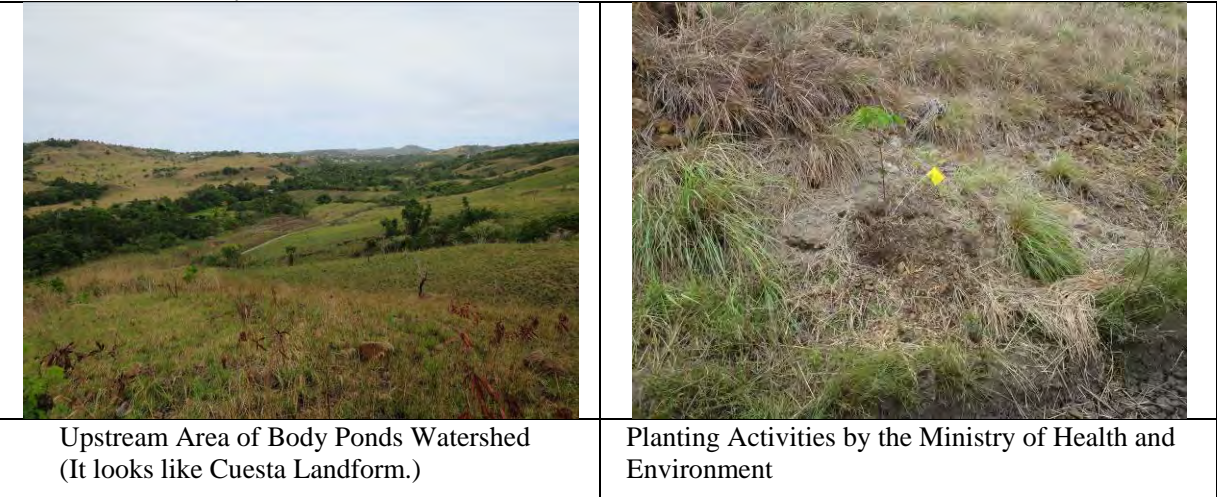 Upstream Area of Body Ponds Watershed
(It looks like Cuesta Landform.)
Planting Activities by the Ministry of Health and
Environment